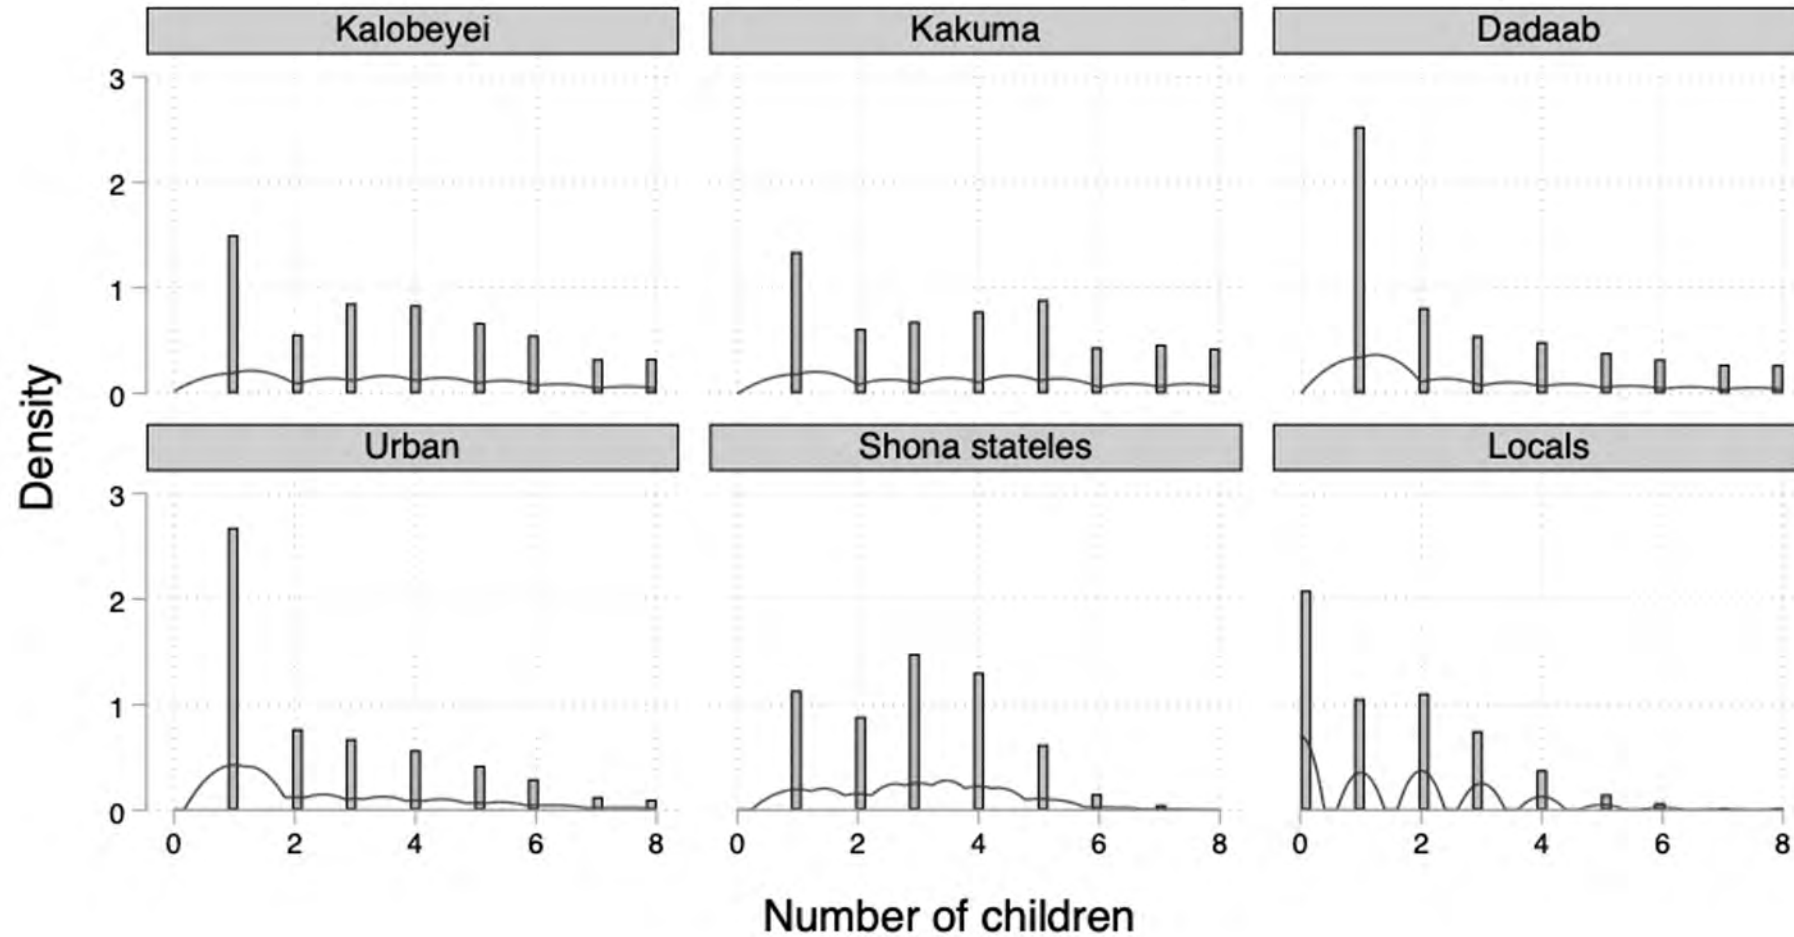 Kalobeyei Kakuma Dadaab
3
2
1
0
Urban Shona stateles Locals
3
2
1
0
0 2 4 6 8 0 2 4 6 8 0 2 4 6 8
Density
Number of children